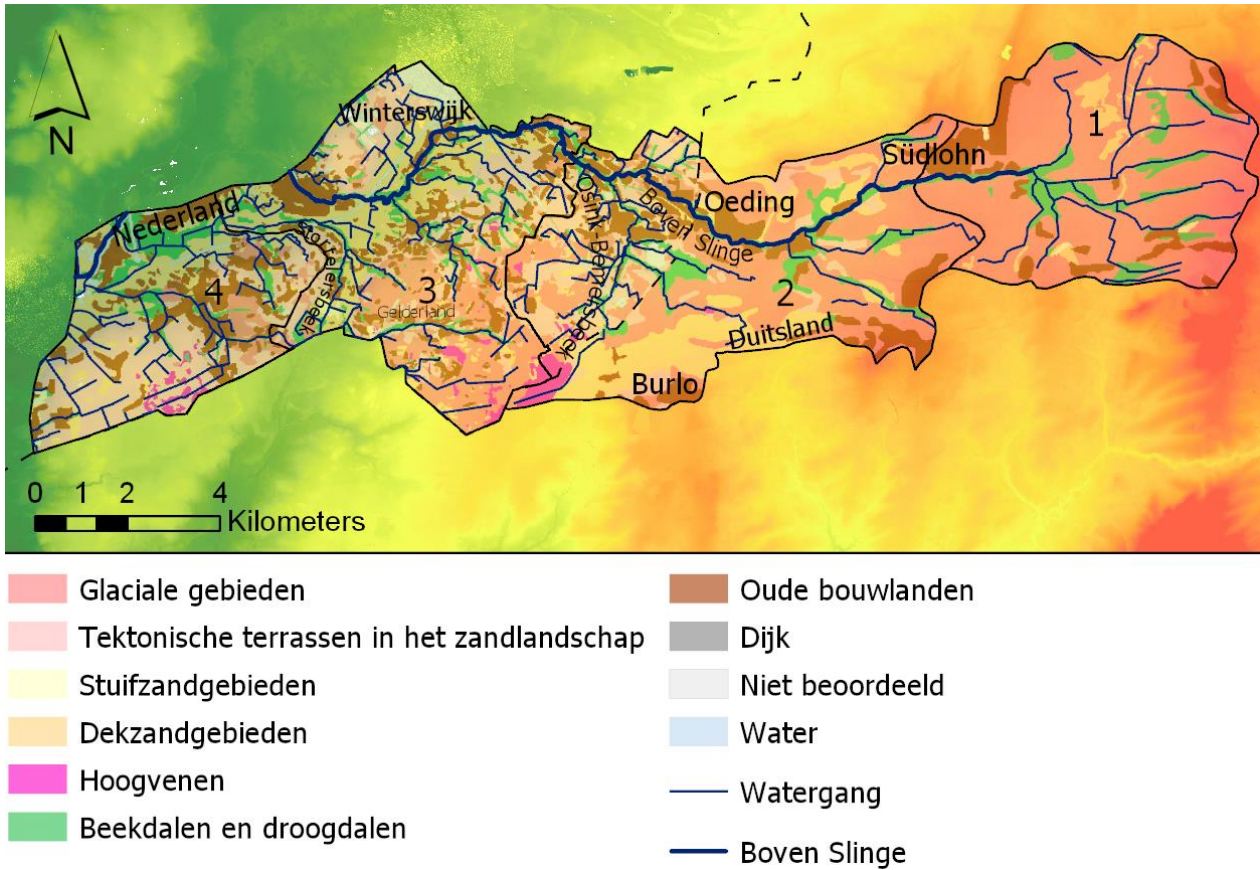 N
Winterswijk
1
Südlohn
Nederland
Osink Bemersbeek
Boven Slinge
Oeding
4
3
Gelderland
2
Duitsland
Burlo
0 1 2 4
Kilometers
Glaciale gebieden
Tektonische terrassen in het zandlandschap
Stuifzandgebieden
Dekzandgebieden
Hoogvenen
Beekdalen en droogdalen
Oude bouwlanden
Dijk
Niet beoordeeld
Water
Watergang
Boven Slinge